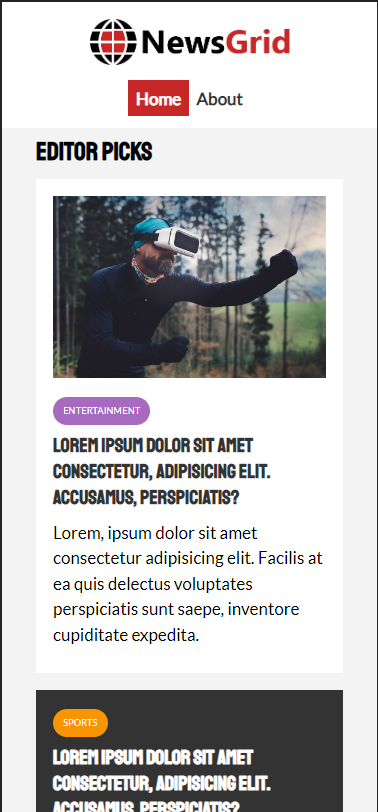 NewsGrid
Home About
EDITOR PICKS
ENTERTAINMENT
LOREM IPSUM DOLOR SIT AMET
CONSECTETUR, ADIPISICING ELIT.
ACCUSAMUS, PERSPICIATIS?
Lorem, ipsum dolor sit amet
consectetur adipisicing elit. Facilis at
ea quis delectus voluptates
perspiciatis sunt saepe, inventore
cupiditate expedita.
SPORTS
LOREM IPSUM DOLOR SIT AMET
CONSECTETUR, ADIPISICING ELIT.
ACCUSAMUS, PERSPICIATIS?